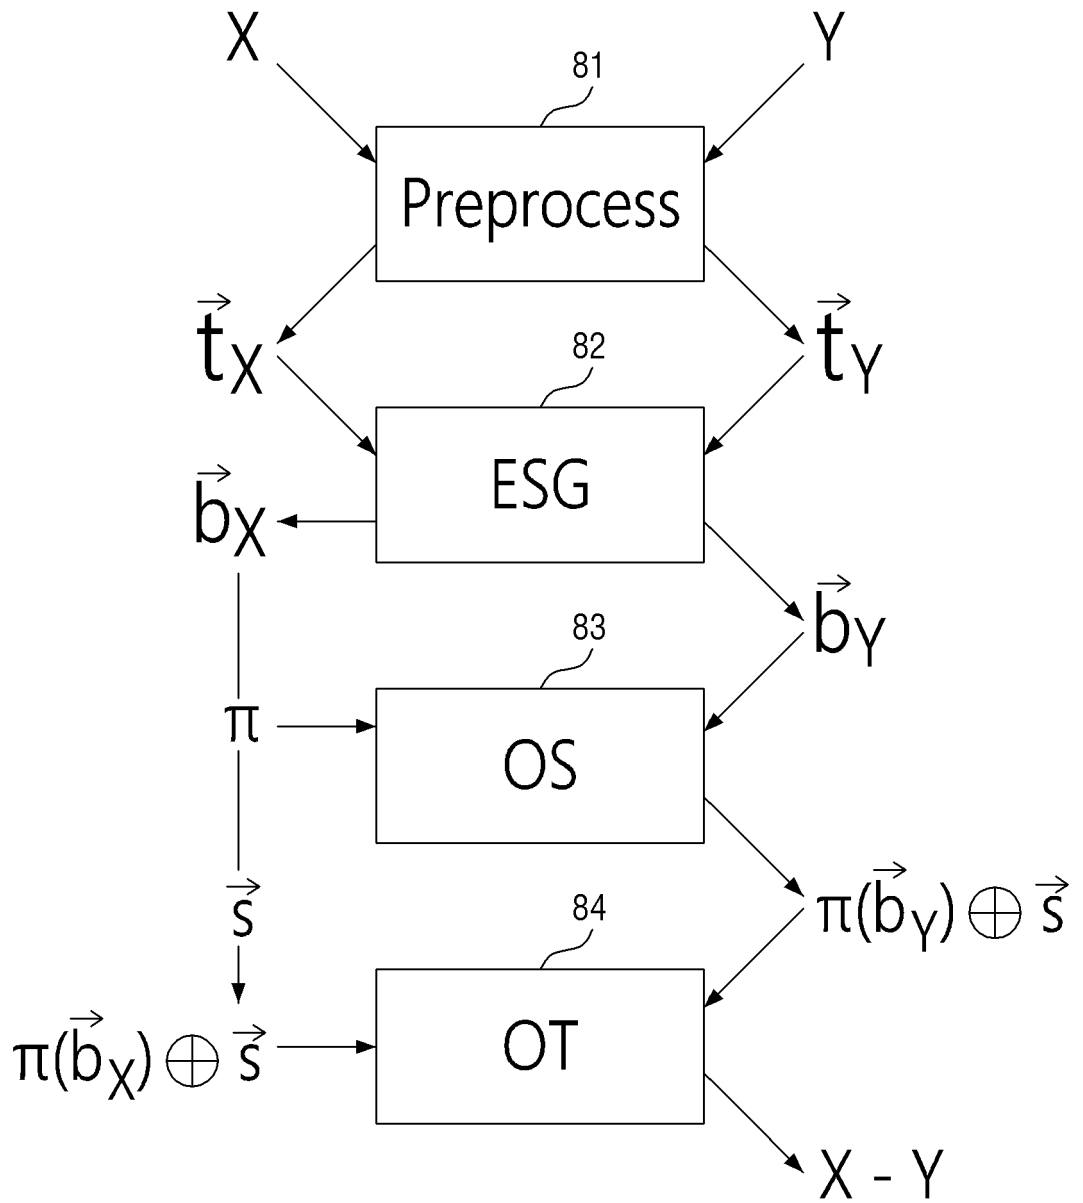 X Y
81
Preprocess
t⃗X t⃗Y
82
ESG
b⃗X
b⃗Y
83
π
OS
s⃗
π(b⃗Y) ⊕ s⃗
84
OT
π(b⃗X) ⊕ s⃗
X - Y